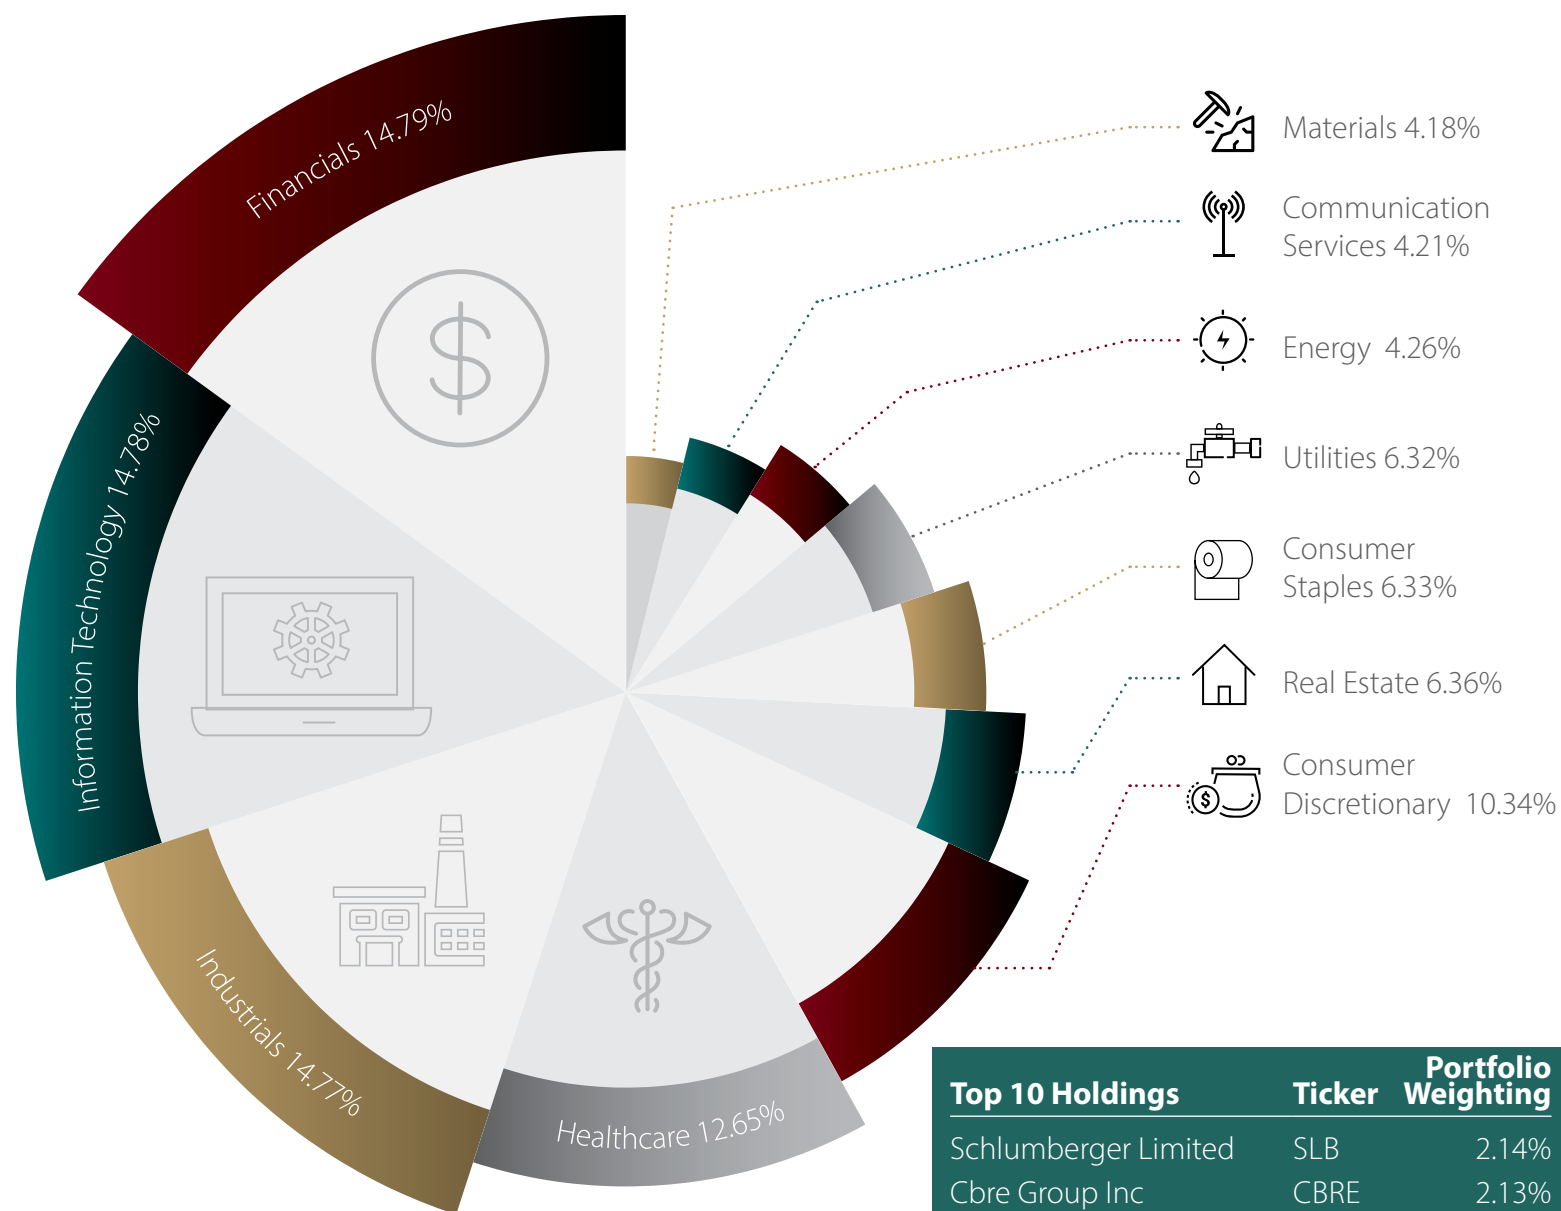 Financials 14.79%
Information Technology 14.78%
Industrials 14.77%
Healthcare 12.65%
Materials 4.18%
Communication
Services 4.21%
Energy  4.26%
Utilities 6.32%
Consumer
Staples 6.33%
Real Estate 6.36%
Consumer
Discretionary  10.34%
$
$
Top 10 Holdings Ticker Portfolio
Weighting
Schlumberger Limited SLB 2.14%
Cbre Group Inc CBRE 2.13%